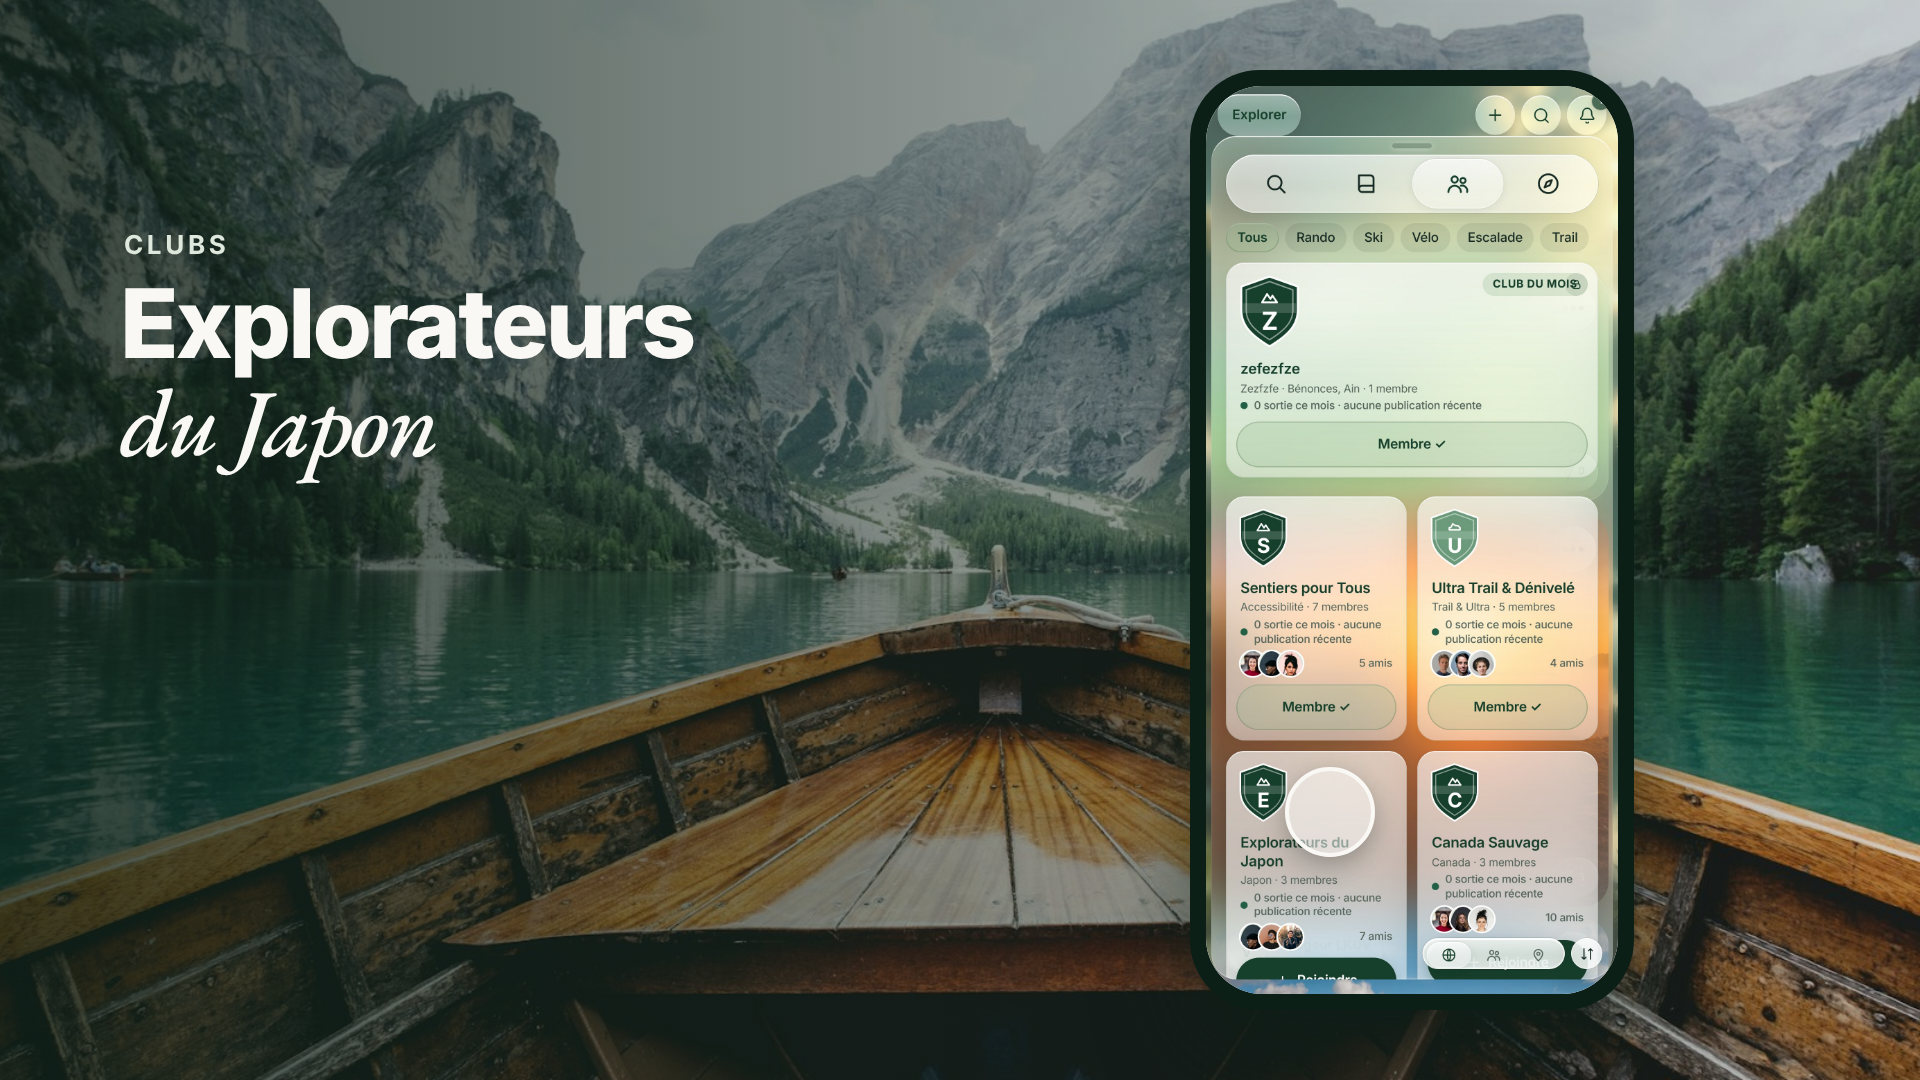 CLUBS
Explorateurs
du Japon
Explorer
Tous Rando Ski Vélo Escalade Trail
Z
CLUB DU MOIS
zefezfze
Zezfzfe · Bénonces, Ain · 1 membre
0 sortie ce mois · aucune publication récente
Membre ✓
S
Sentiers pour Tous
Accessibilité · 7 membres
0 sortie ce mois · aucune
publication récente
5 amis
Membre ✓
U
Ultra Trail & Dénivelé
Trail & Ultra · 5 membres
0 sortie ce mois · aucune
publication récente
4 amis
Membre ✓
E
Explorateurs du
Japon
Japon · 3 membres
0 sortie ce mois · aucune
publication récente
7 amis
+ Rejoindre
C
Canada Sauvage
Canada · 3 membres
0 sortie ce mois · aucune
publication récente
10 amis
+ Rejoindre